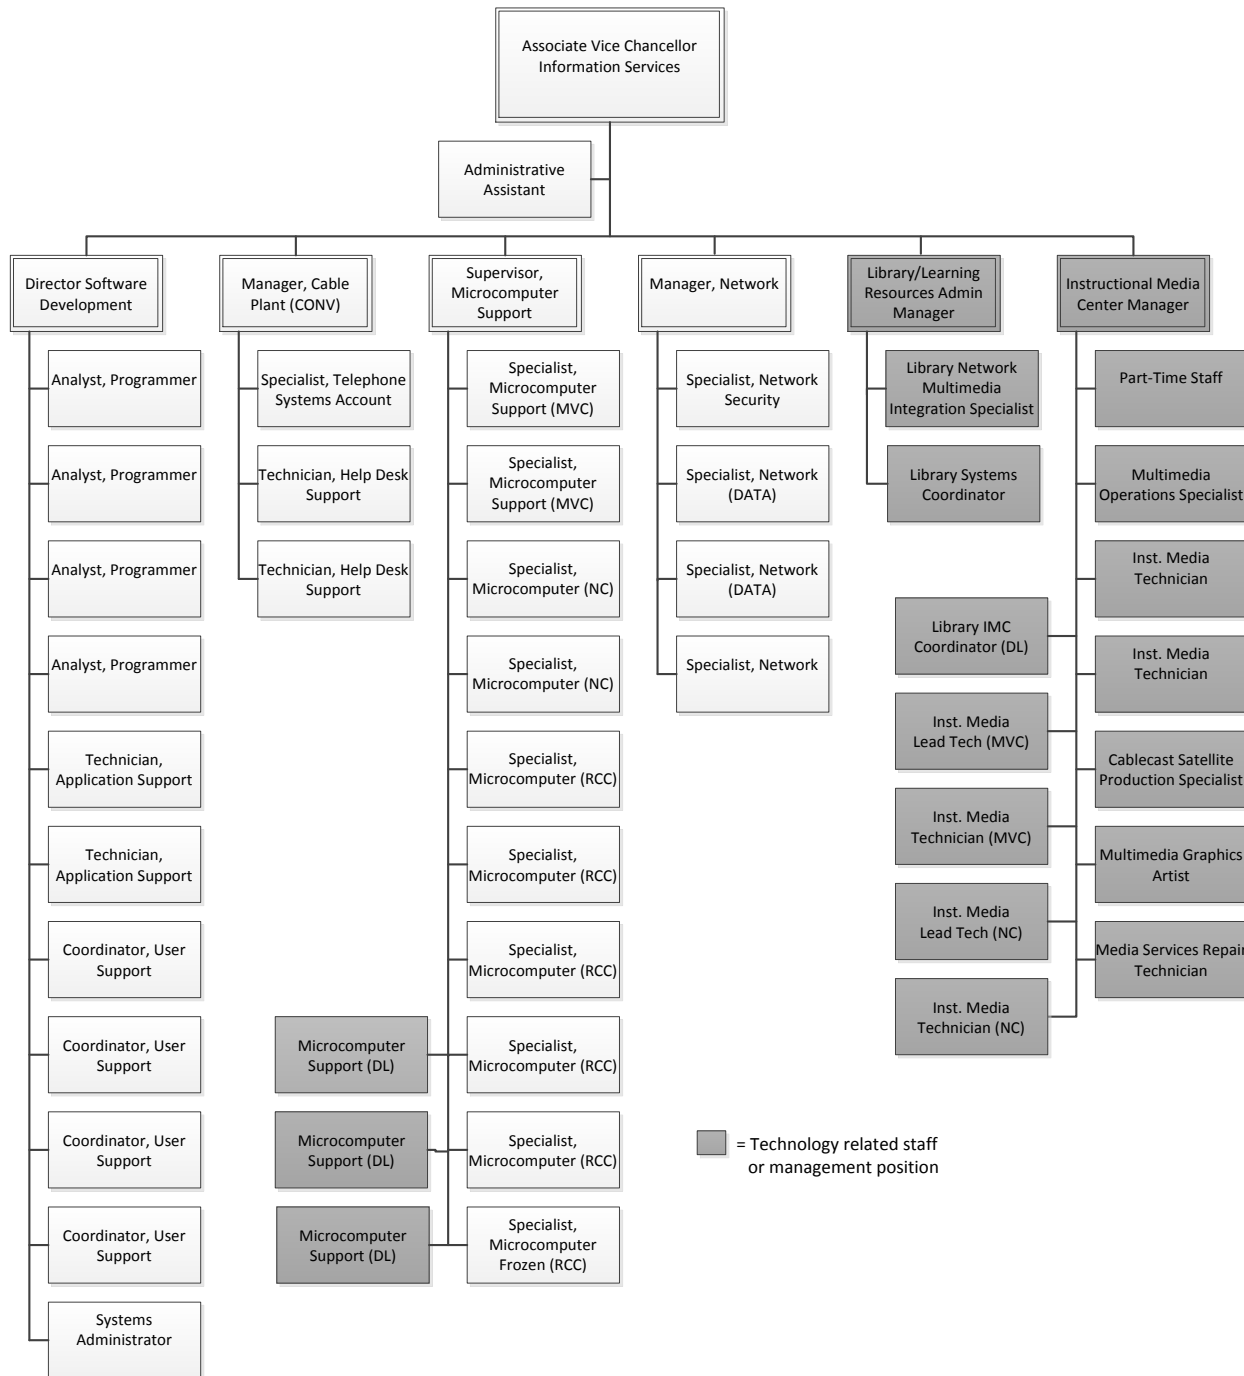 Associate Vice Chancellor
Information Services
Administrative
Assistant
Director Software
Development
Manager, Cable
Plant (CONV)
Supervisor,
Microcomputer
Support
Manager, Network
Library/Learning
Resources Admin
Manager
Instructional Media
Center Manager
Analyst, Programmer
Analyst, Programmer
Analyst, Programmer
Analyst, Programmer
Technician,
Application Support
Technician,
Application Support
Coordinator, User
Support
Coordinator, User
Support
Coordinator, User
Support
Coordinator, User
Support
Systems
Administrator
Specialist, Telephone
Systems Account
Technician, Help Desk
Support
Technician, Help Desk
Support
Specialist,
Microcomputer
Support (MVC)
Specialist,
Microcomputer
Support (MVC)
Specialist,
Microcomputer (NC)
Specialist,
Microcomputer (NC)
Specialist,
Microcomputer (RCC)
Specialist,
Microcomputer (RCC)
Specialist,
Microcomputer (RCC)
Specialist,
Microcomputer (RCC)
Specialist,
Microcomputer (RCC)
Specialist,
Microcomputer
Frozen (RCC)
Microcomputer
Support (DL)
Microcomputer
Support (DL)
Microcomputer
Support (DL)
Specialist, Network
Security
Specialist, Network
(DATA)
Specialist, Network
(DATA)
Specialist, Network
Library Network
Multimedia
Integration Specialist
Library Systems
Coordinator
Part-Time Staff
Multimedia
Operations Specialist
Inst. Media
Technician
Inst. Media
Technician
Cablecast Satellite
Production Specialist
Multimedia Graphics
Artist
Media Services Repair
Technician
Library IMC
Coordinator (DL)
Inst. Media
Lead Tech (MVC)
Inst. Media
Technician (MVC)
Inst. Media
Lead Tech (NC)
Inst. Media
Technician (NC)
= Technology related staff
or management position